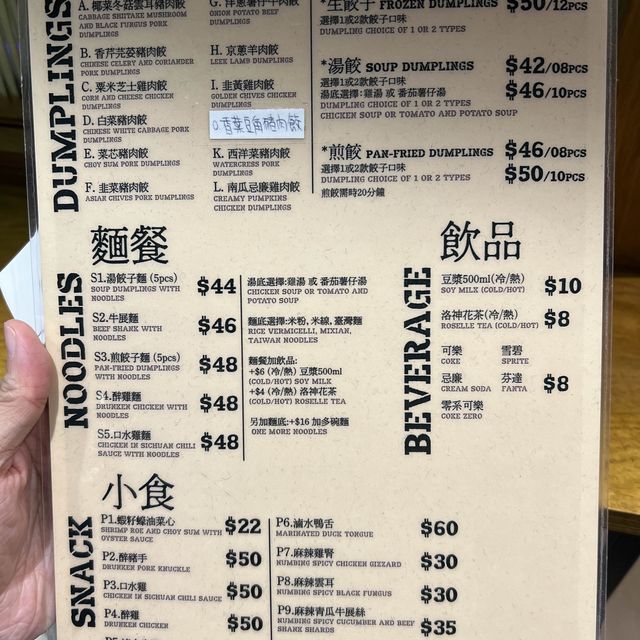 DUMPLINGS
A. 椰菜冬菇雲耳豬肉餃
CABBAGE SHIITAKE MUSHROOM
AND BLACK FUNGUS PORK
DUMPLINGS
B. 香芹芫荽豬肉餃
CHINESE CELERY AND CORIANDER
PORK DUMPLINGS
C. 粟米芝士雞肉餃
CORN AND CHEESE CHICKEN
DUMPLINGS
D. 白菜豬肉餃
CHINESE WHITE CABBAGE PORK
DUMPLINGS
E. 菜芯豬肉餃
CHOY SUM PORK DUMPLINGS
F. 韭菜豬肉餃
ASIAN CHIVES PORK DUMPLINGS
G. 洋蔥薯仔牛肉餃
ONION POTATO BEEF
DUMPLINGS
H. 京蔥羊肉餃
LEEK LAMB DUMPLINGS
I. 韭黃雞肉餃
GOLDEN CHIVES CHICKEN
DUMPLINGS
K. 西洋菜豬肉餃
WATERCRESS PORK
DUMPLINGS
L. 南瓜忌廉雞肉餃
CREAMY PUMPKIN
CHICKEN DUMPLINGS
*生餃子 FROZEN DUMPLINGS $50/12PCS
選擇1或2款餃子口味
DUMPLING CHOICE OF 1 OR 2 TYPES
*湯餃 SOUP DUMPLINGS $42/08PCS
選擇1或2款餃子口味
湯底選擇:雞湯 或 番茄薯仔湯 $46/10PCS
DUMPLING CHOICE OF 1 OR 2 TYPES
CHICKEN SOUP OR TOMATO AND POTATO SOUP
*煎餃 PAN-FRIED DUMPLINGS $46/08PCS
選擇1或2款餃子口味 $50/10PCS
DUMPLING CHOICE OF 1 OR 2 TYPES
煎餃需時20分鐘
麵餐
NOODLES
S1.湯餃子麵 (5pcs) $44
SOUP DUMPLINGS WITH
NOODLES
S2.牛展麵 $46
BEEF SHANK WITH
NOODLES
S3.煎餃子麵 (5pcs) $48
PAN-FRIED DUMPLINGS
WITH NOODLES
S4.醉雞麵 $48
DRUNKEN CHICKEN WITH
NOODLES
S5.口水雞麵 $48
CHICKEN IN SICHUAN CHILI
SAUCE WITH NOODLES
湯底選擇:雞湯 或 番茄薯仔湯
CHICKEN SOUP OR TOMATO AND
POTATO SOUP
麵底選擇:米粉, 米線, 臺灣麵
RICE VERMICELLI, MIXIAN,
TAIWAN NOODLES
麵餐加飲品:
+$6 (冷/熱) 豆漿500ml
(COLD/HOT) SOY MILK
+$4 (冷/熱) 洛神花茶
(COLD/HOT) ROSELLE TEA
另加麵底:+$16 加多碗麵
ONE MORE NOODLES
飲品
BEVERAGE
豆漿500ml(冷/熱) $10
SOY MILK (COLD/HOT)
洛神花茶(冷/熱) $8
ROSELLE TEA (COLD/HOT)
可樂 雪碧
COKE SPRITE
忌廉 芬達 $8
CREAM SODA FANTA
零系可樂
COKE ZERO
小食
SNACK
P1.蝦籽蠔油菜心 $22
SHRIMP ROE AND CHOY SUM WITH
OYSTER SAUCE
P2.醉豬手 $50
DRUNKEN PORK KNUCKLE
P3.口水雞 $50
CHICKEN IN SICHUAN CHILI SAUCE
P4.醉雞 $50
DRUNKEN CHICKEN
P6.滷水鴨舌 $60
MARINATED DUCK TONGUE
P7.麻辣雞腎 $30
NUMBING SPICY CHICKEN GIZZARD
P8.麻辣雲耳 $30
NUMBING SPICY BLACK FUNGUS
P9.麻辣青瓜牛展絲 $35
NUMBING SPICY CUCUMBER AND BEEF
SHANK SHARDS